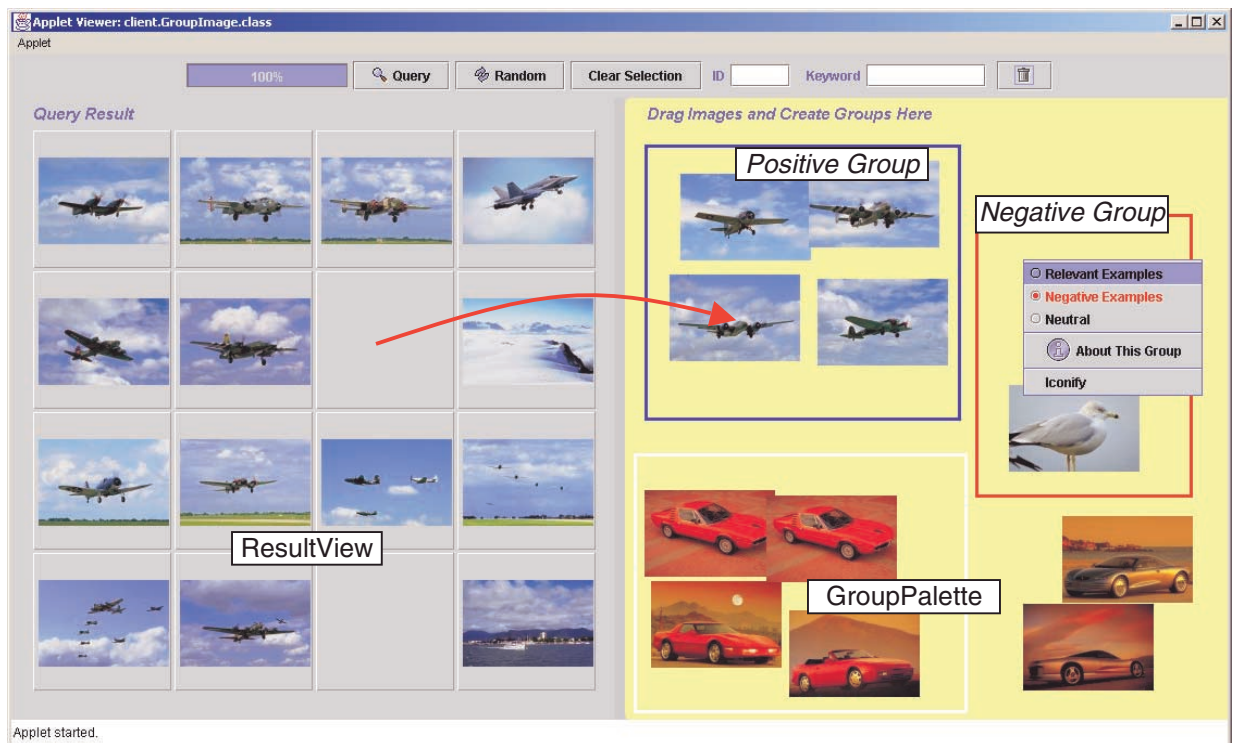 Applet Viewer: client.GroupImage.class
Applet
100%
Query
Random
Clear Selection
ID
Keyword
Query Result
Drag Images and Create Groups Here
Positive Group
Negative Group
Relevant Examples
Negative Examples
Neutral
i About This Group
Iconify
ResultView
GroupPalette
Applet started.